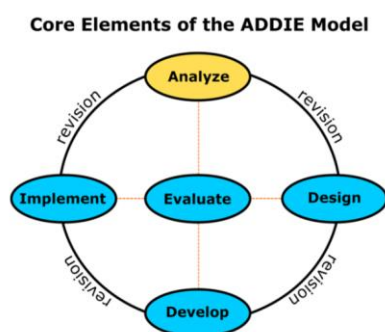 Core Elements of the ADDIE Model
Analyze
revision
revision
Implement
Evaluate
Design
revision
revision
Develop